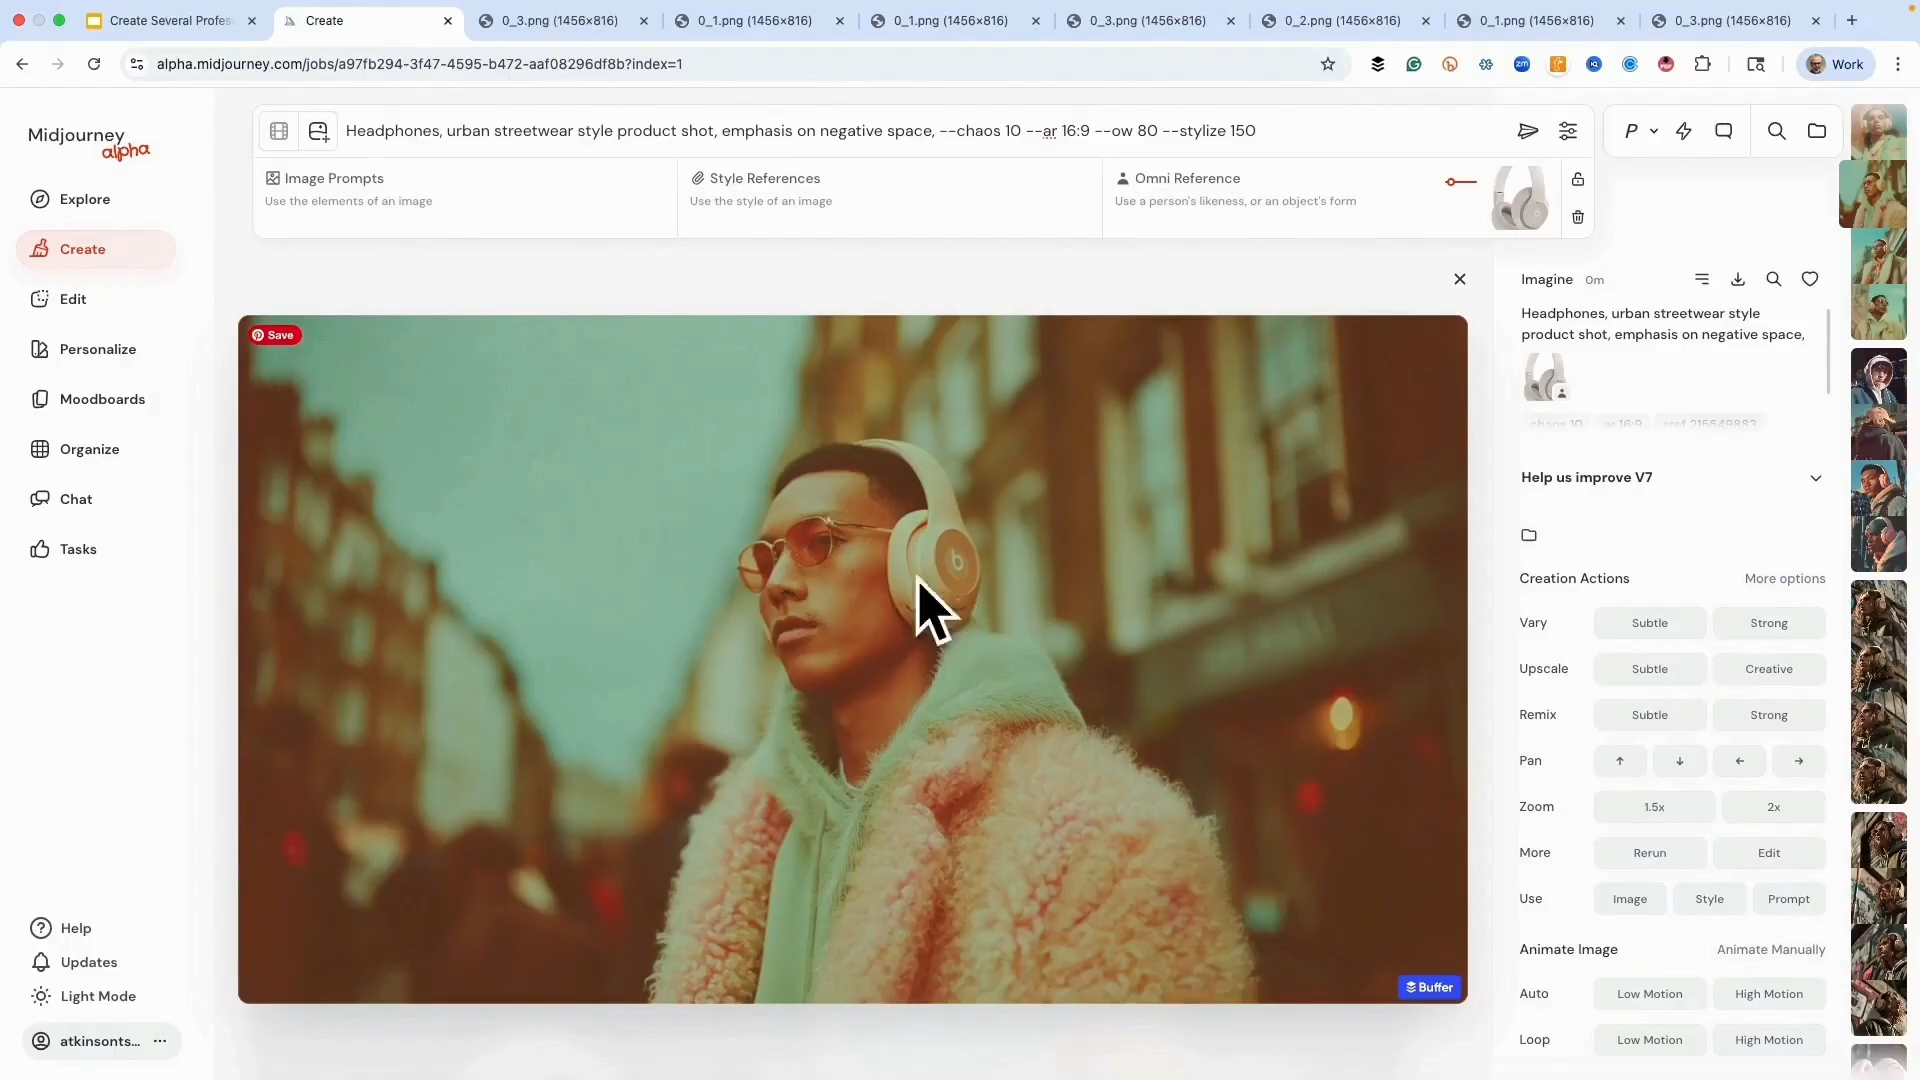 Create Several Profes
Create
0_3.png (1456×816)
0_1.png (1456×816)
0_1.png (1456×816)
0_3.png (1456×816)
0_2.png (1456×816)
0_1.png (1456×816)
0_3.png (1456×816)
alpha.midjourney.com/jobs/a97fb294-3f47-4595-b472-aaf08296df8b?index=1
Work
Midjourney
alpha
Explore
Create
Edit
Personalize
Moodboards
Organize
Chat
Tasks
Help
Updates
Light Mode
atkinsonts...
Headphones, urban streetwear style product shot, emphasis on negative space, --chaos 10 --ar 16:9 --ow 80 --stylize 150
Image Prompts
Use the elements of an image
Style References
Use the style of an image
Omni Reference
Use a person's likeness, or an object's form
P
Save
b
Buffer
Imagine 0m
Headphones, urban streetwear style
product shot, emphasis on negative space,
chaos 10 ar 16:9 sref 215549883
Help us improve V7
Creation Actions More options
Vary Subtle Strong
Upscale Subtle Creative
Remix Subtle Strong
Pan
Zoom 1.5x 2x
More Rerun Edit
Use Image Style Prompt
Animate Image Animate Manually
Auto Low Motion High Motion
Loop Low Motion High Motion